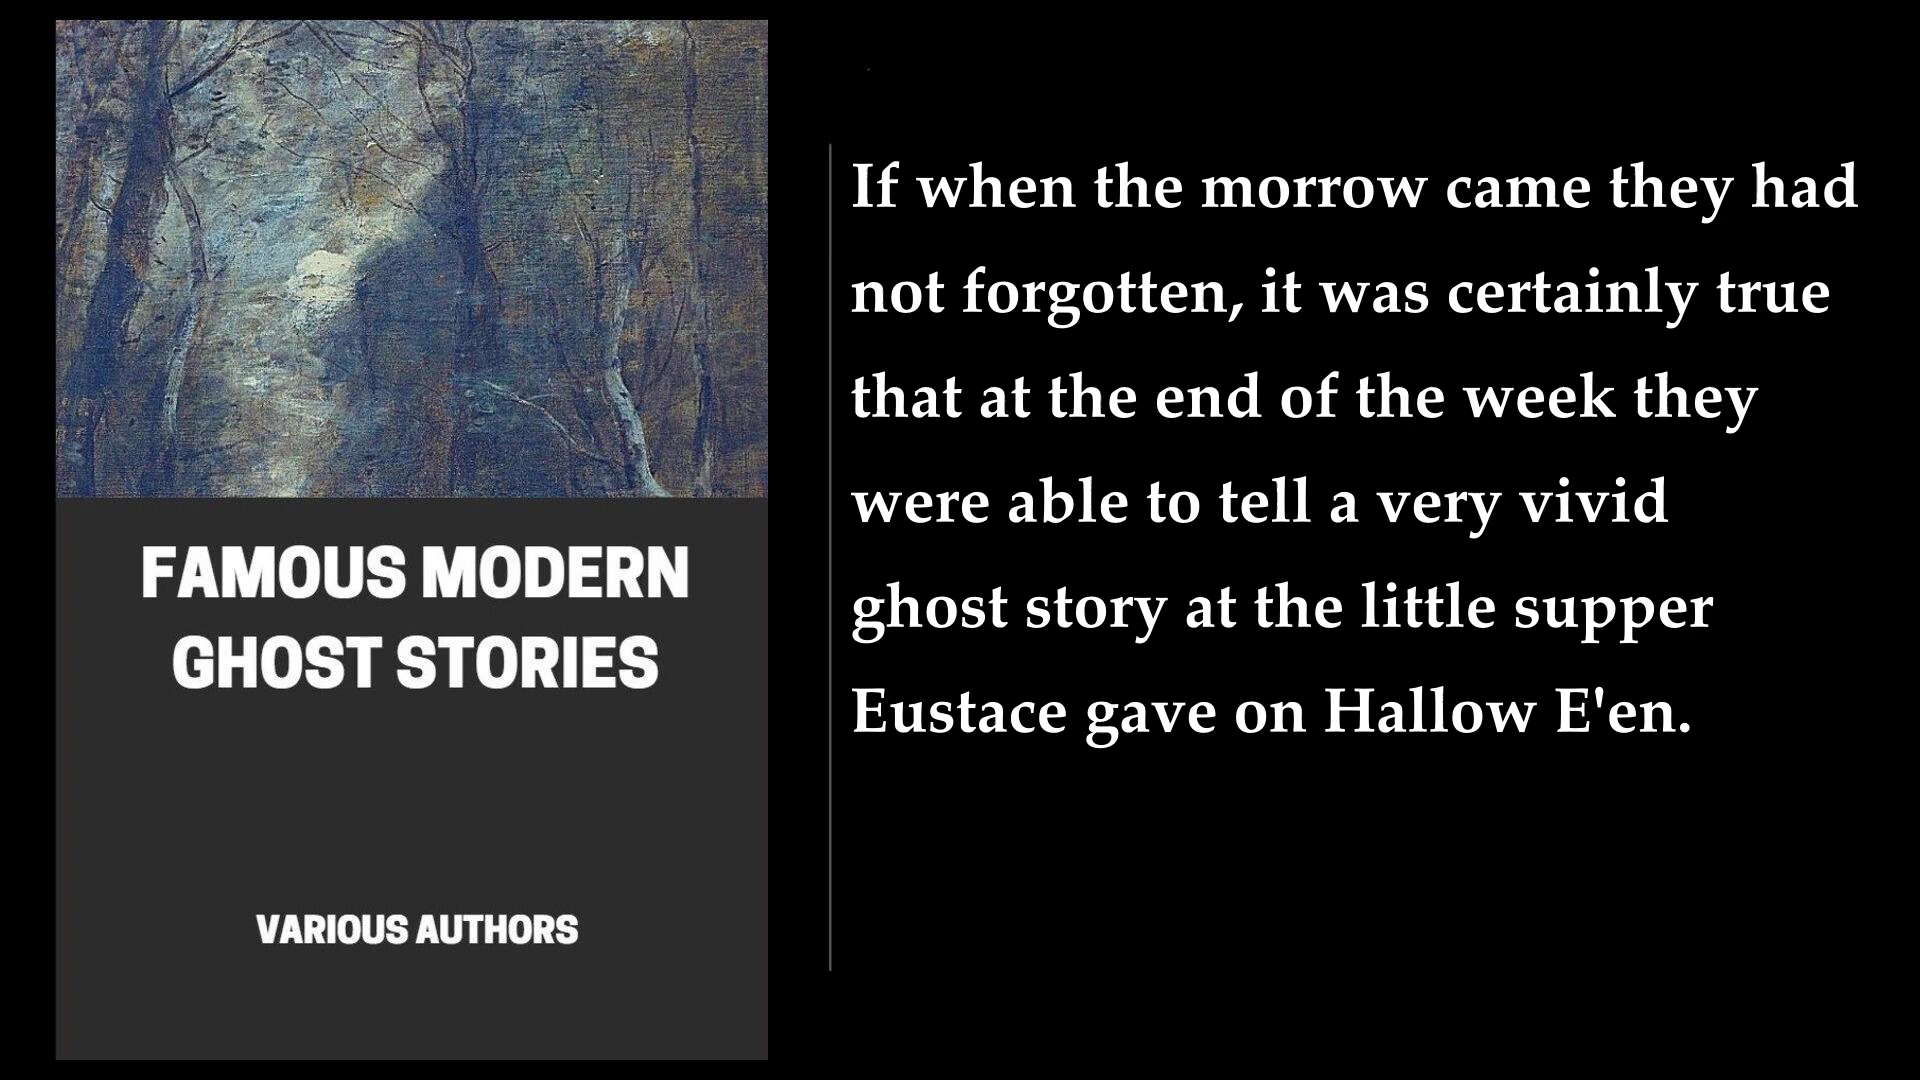 FAMOUS MODERN
GHOST STORIES
VARIOUS AUTHORS
If when the morrow came they had
not forgotten, it was certainly true
that at the end of the week they
were able to tell a very vivid
ghost story at the little supper
Eustace gave on Hallow E'en.